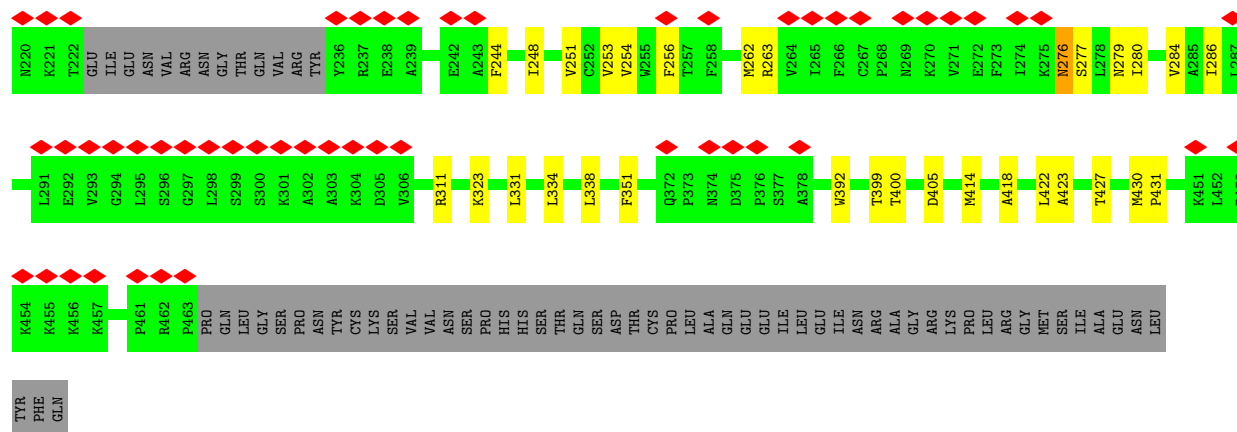 N220 K221 T222 GLU ILE GLU ASN VAL ARG ASN GLY THR GLN VAL ARG TYR Y236 R237 E238 A239 E242 A243 F244 I248 V251 C252 V253 V254 W255 F256 T257 F258 M262 R263 V264 I265 F266 C267 P268 N269 K270 V271 E272 F273 I274 K275 N276 S277 L278 N279 I280 V284 A285 I286 L287
L291 E292 V293 G294 L295 S296 G297 L298 S299 S300 K301 A302 A303 K304 D305 V306 R311 K323 L331 L334 L338 F351 Q372 P373 N374 D375 P376 S377 A378 W392 T399 T400 D405 M414 A418 L422 A423 T427 M430 P431 K451 L452
K454 K455 K456 K457 P461 R462 P463 PRO GLN LEU GLY SER PRO ASN TYR CYS LYS SER VAL VAL ASN SER PRO HIS HIS SER THR GLN SER ASP THR CYS PRO LEU ALA GLN GLU GLU ILE LEU GLU ILE ASN ARG ALA GLY ARG LYS PRO LEU ARG GLY MET SER ILE ALA GLU ASN LEU
TYR PHE GLN